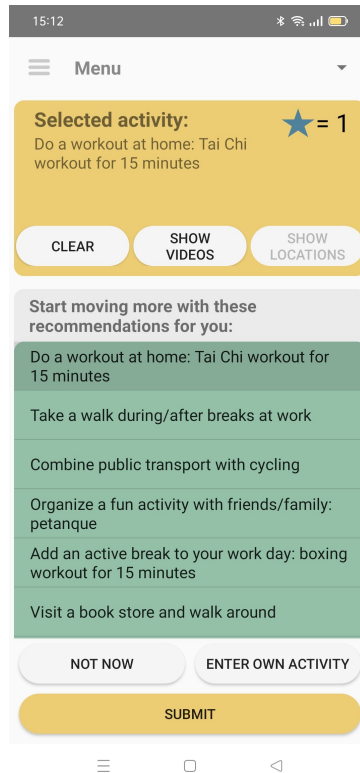 15:12
Menu
Selected activity:
= 1
Do a workout at home: Tai Chi
workout for 15 minutes
CLEAR
SHOW
VIDEOS
SHOW
LOCATIONS
Start moving more with these
recommendations for you:
Do a workout at home: Tai Chi workout for
15 minutes
Take a walk during/after breaks at work
Combine public transport with cycling
Organize a fun activity with friends/family:
petanque
Add an active break to your work day: boxing
workout for 15 minutes
Visit a book store and walk around
NOT NOW
ENTER OWN ACTIVITY
SUBMIT